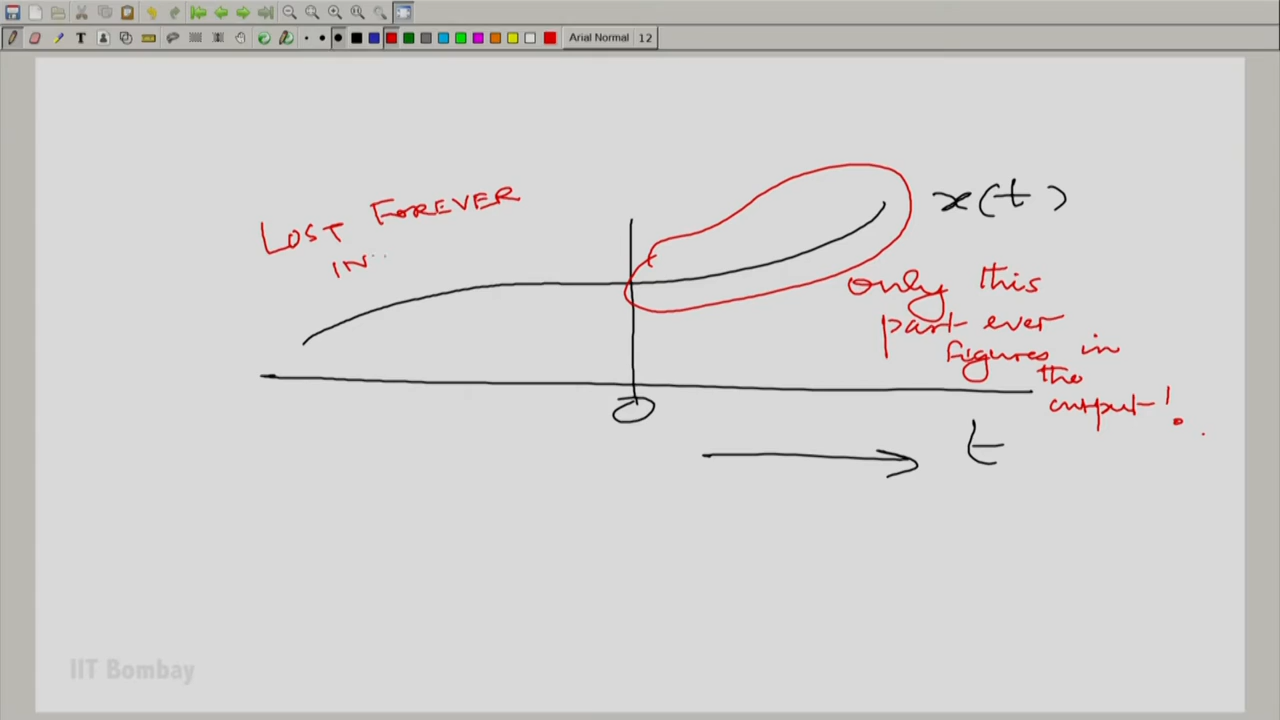 Arial Normal 12
LOST FOREVER
IN
x(t)
only this
part ever
figures in
the
output!
0
t
IIT Bombay